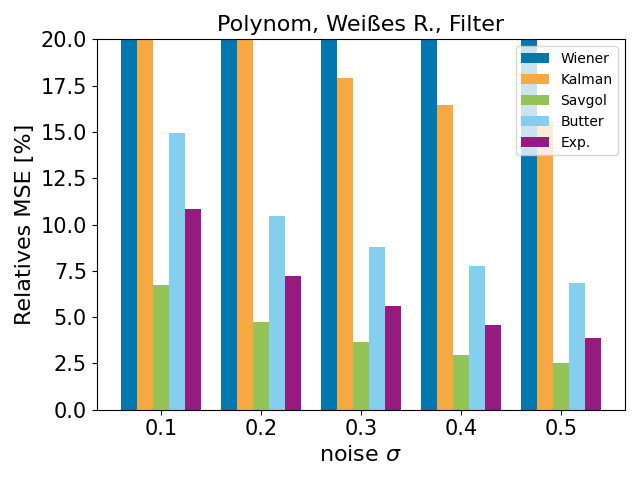 Polynom, Weißes R., Filter
Relatives MSE [%]
20.0
17.5
15.0
12.5
10.0
7.5
5.0
2.5
0.0
Wiener
Kalman
Savgol
Butter
Exp.
0.1 0.2 0.3 0.4 0.5
noise σ